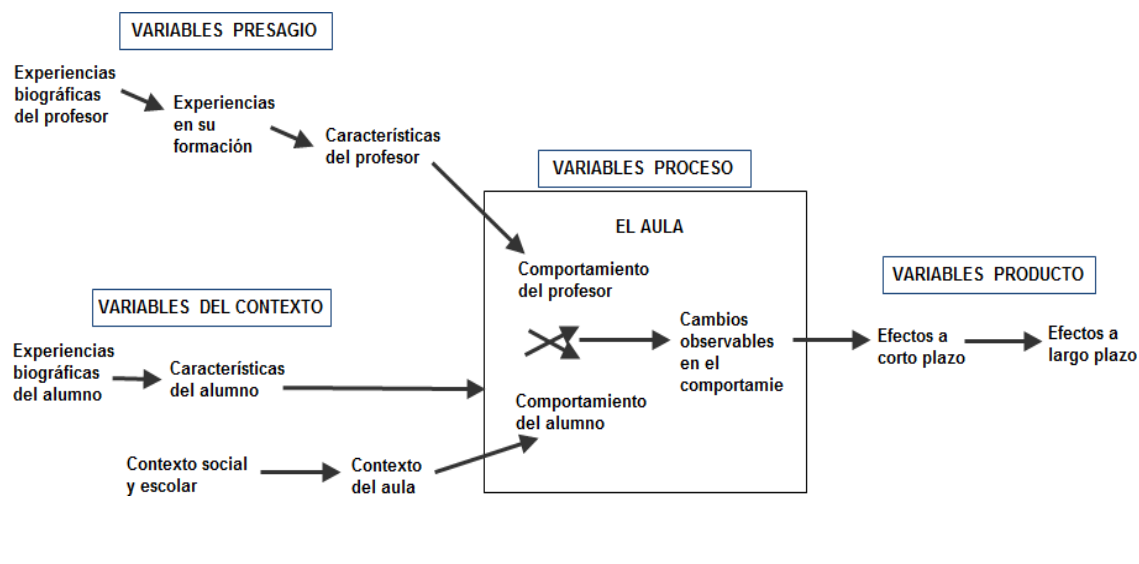 VARIABLES PRESAGIO
Experiencias
biográficas
del profesor
Experiencias
en su
formación
Características
del profesor
VARIABLES PROCESO
EL AULA
Comportamiento
del profesor
VARIABLES PRODUCTO
VARIABLES DEL CONTEXTO
Experiencias
biográficas
del alumno
Características
del alumno
Cambios
observables
en el
comportamie
Efectos a
corto plazo
Efectos a
largo plazo
Comportamiento
del alumno
Contexto social
y escolar
Contexto
del aula